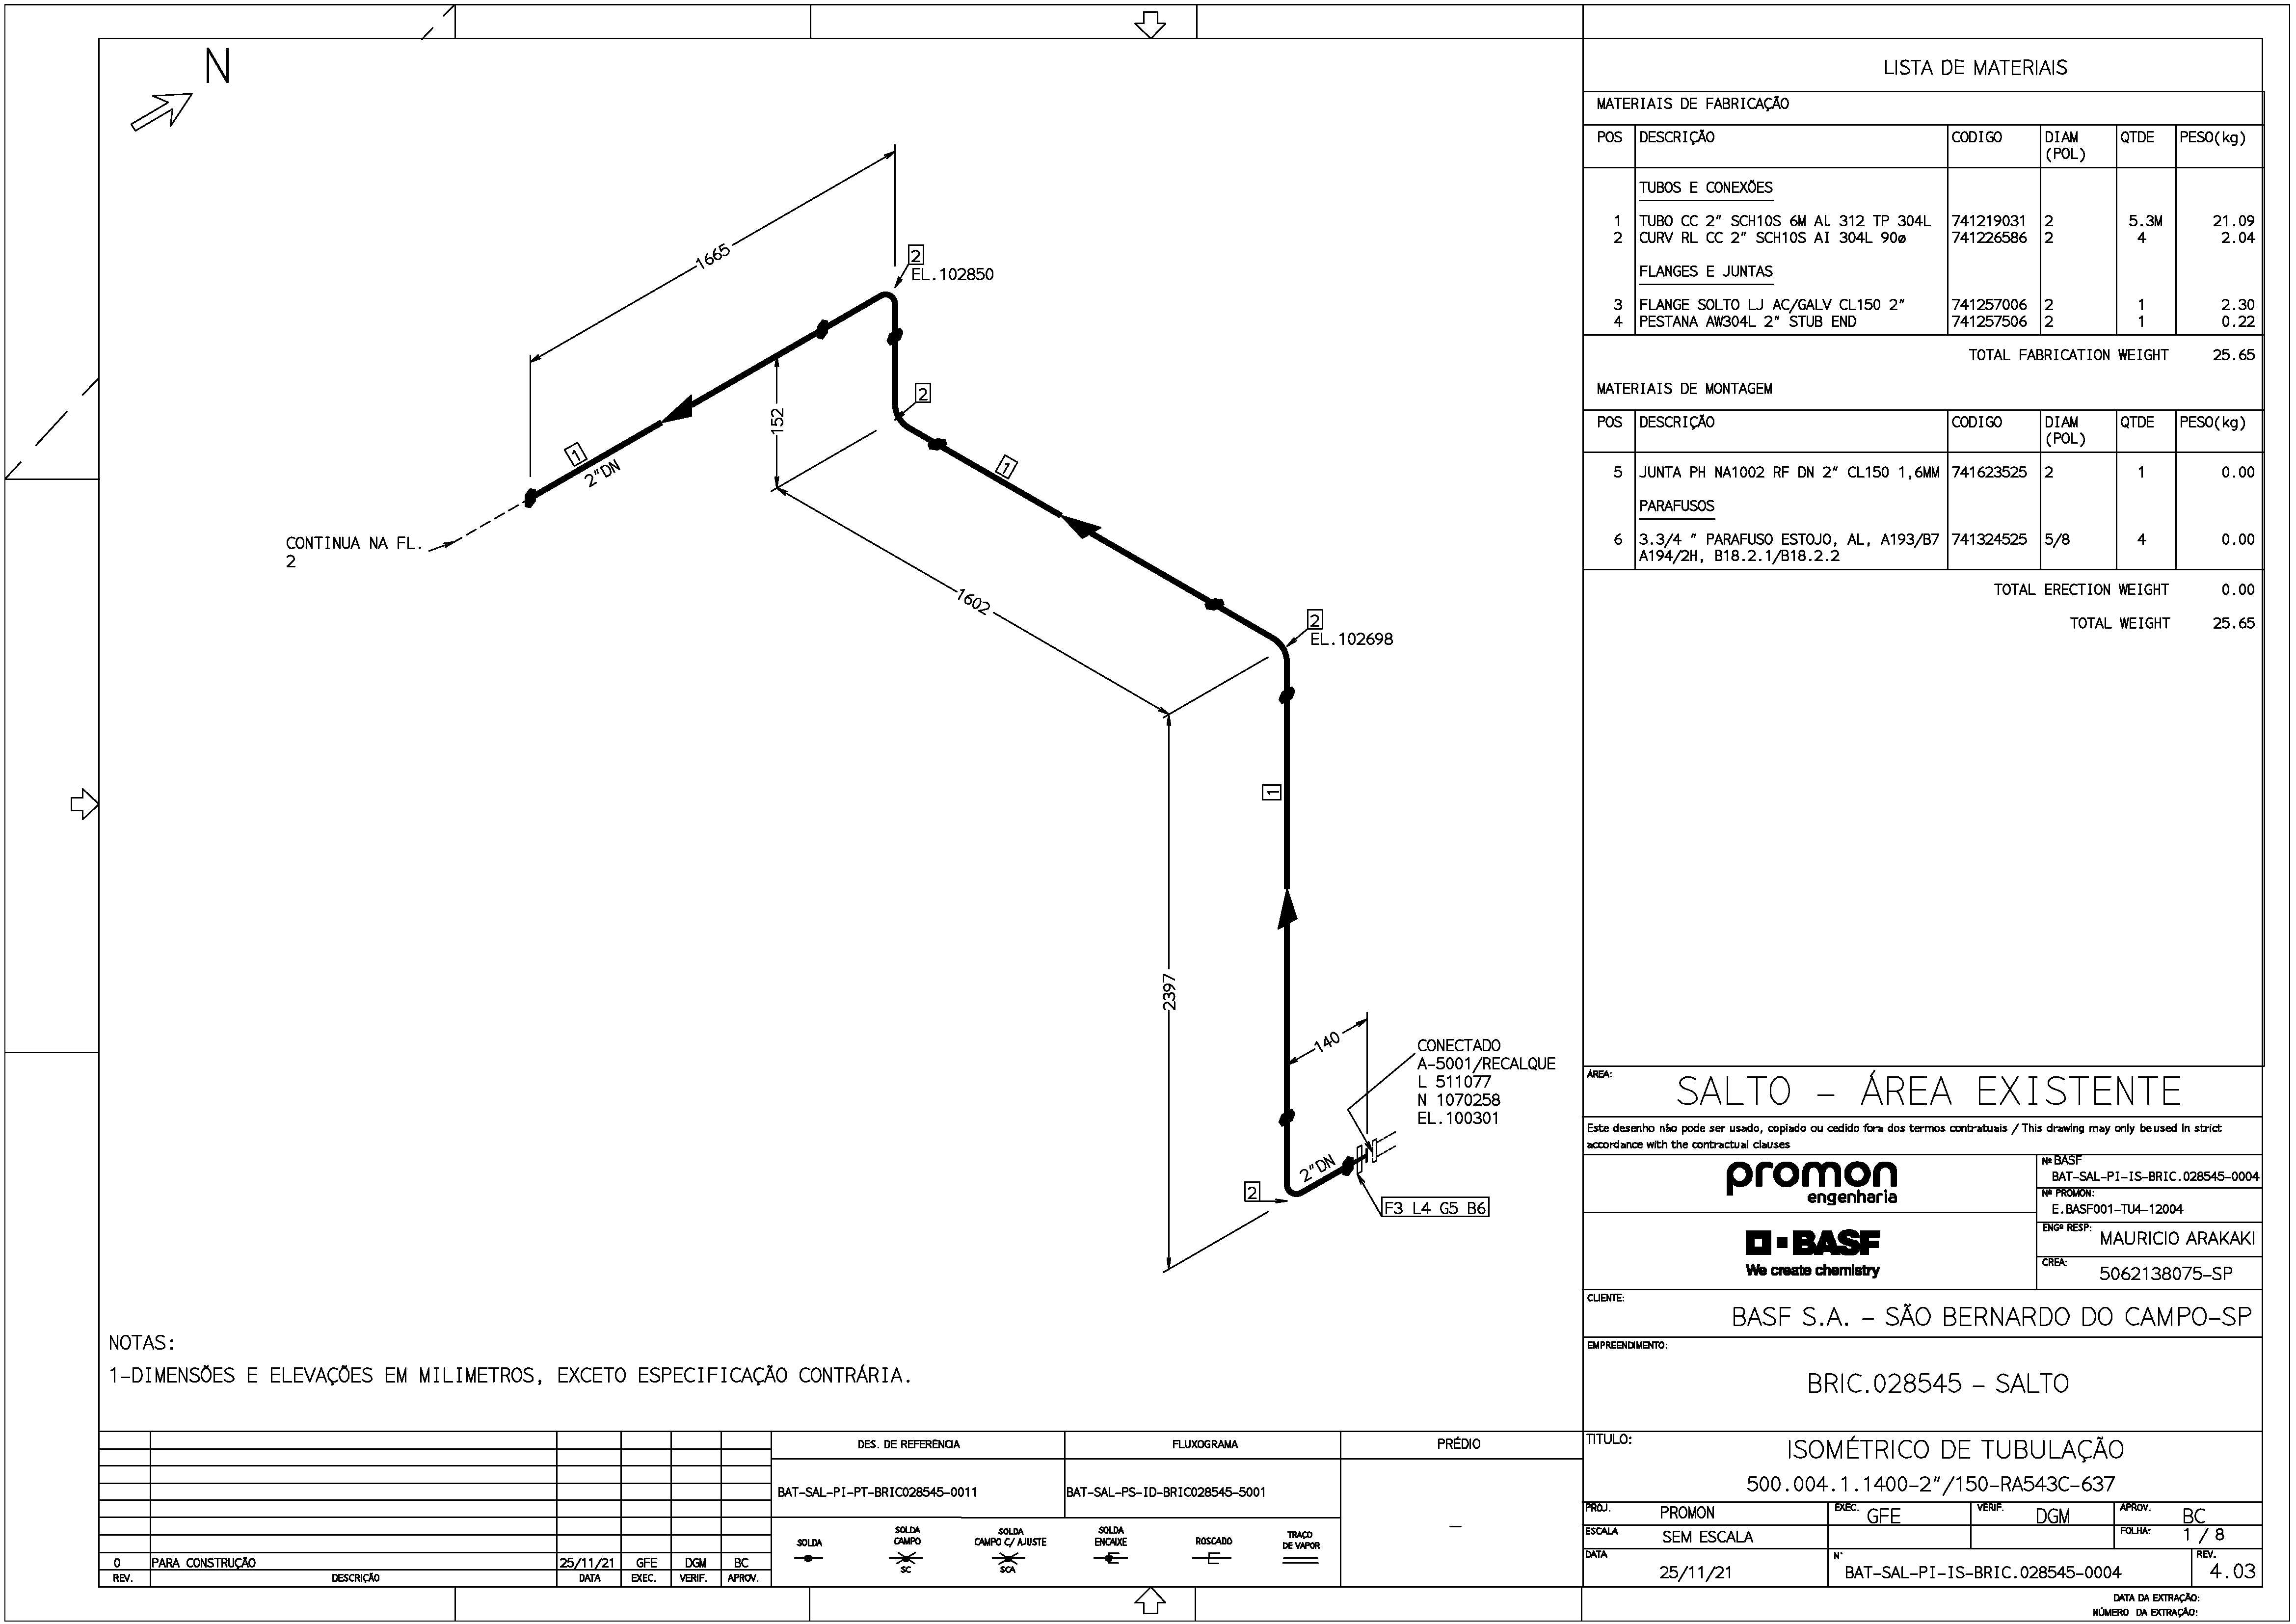 N
1665
2
EL.102850
2
152
1
2"DN
CONTINUA NA FL.
2
1
1602
2
EL.102698
1
2397
140
CONECTADO
A-5001/RECALQUE
L 511077
N 1070258
EL.100301
2"DN
2
F3 L4 G5 B6
NOTAS:
1-DIMENSÕES E ELEVAÇÕES EM MILIMETROS, EXCETO ESPECIFICAÇÃO CONTRÁRIA.
LISTA DE MATERIAIS
MATERIAIS DE FABRICAÇÃO
POS DESCRIÇÃO CODIGO DIAM (POL) QTDE PESO(kg)
TUBOS E CONEXÕES
1 TUBO CC 2" SCH10S 6M AL 312 TP 304L 741219031 2 5.3M 21.09
2 CURV RL CC 2" SCH10S AI 304L 90ø 741226586 2 4 2.04
FLANGES E JUNTAS
3 FLANGE SOLTO LJ AC/GALV CL150 2" 741257006 2 1 2.30
4 PESTANA AW304L 2" STUB END 741257506 2 1 0.22
TOTAL FABRICATION WEIGHT 25.65
MATERIAIS DE MONTAGEM
POS DESCRIÇÃO CODIGO DIAM (POL) QTDE PESO(kg)
5 JUNTA PH NA1002 RF DN 2" CL150 1,6MM 741623525 2 1 0.00
PARAFUSOS
6 3.3/4 " PARAFUSO ESTOJO, AL, A193/B7 741324525 5/8 4 0.00
A194/2H, B18.2.1/B18.2.2
TOTAL ERECTION WEIGHT 0.00
TOTAL WEIGHT 25.65
ÁREA:
SALTO - ÁREA EXISTENTE
Este desenho não pode ser usado, copiado ou cedido fora dos termos contratuais / This drawing may only be used in strict
accordance with the contractual clauses
promon
engenharia
Nº BASF
BAT-SAL-PI-IS-BRIC.028545-0004
Nº PROMON:
E.BASF001-TU4-12004
BASF
We create chemistry
ENGº RESP:
MAURICIO ARAKAKI
CREA:
5062138075-SP
CLIENTE:
BASF S.A. - SÃO BERNARDO DO CAMPO-SP
EMPREENDIMENTO:
BRIC.028545 - SALTO
TITULO:
ISOMÉTRICO DE TUBULAÇÃO
500.004.1.1400-2"/150-RA543C-637
PROJ. PROMON EXEC. GFE VERIF. DGM APROV. BC
ESCALA SEM ESCALA FOLHA: 1 / 8
DATA 25/11/21 N° BAT-SAL-PI-IS-BRIC.028545-0004 REV. 4.03
DATA DA EXTRAÇÃO:
NÚMERO DA EXTRAÇÃO:
DES. DE REFERÊNCIA FLUXOGRAMA PRÉDIO
BAT-SAL-PI-PT-BRIC028545-0011 BAT-SAL-PS-ID-BRIC028545-5001 -
SOLDA
SOLDA CAMPO SC
SOLDA CAMPO C/ AJUSTE SCA
SOLDA ENCAIXE
ROSCADO
TRAÇO DE VAPOR
0 PARA CONSTRUÇÃO 25/11/21 GFE DGM BC
REV. DESCRIÇÃO DATA EXEC. VERIF. APROV.